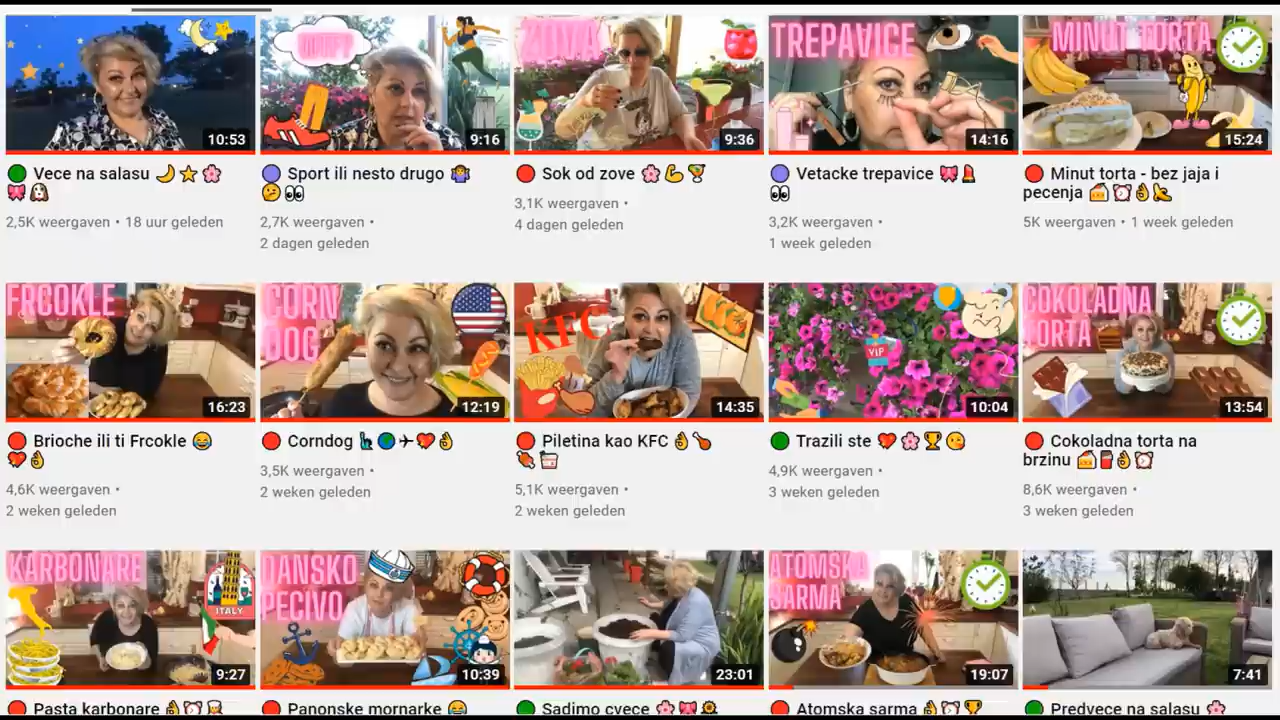 10:53
OUT?
9:16
ZOVA
9:36
TREPAVICE
14:16
MINUT TORTA
15:24
🟢 Vece na salasu 🌙⭐🌸
🎀🐶
2,5K weergaven • 18 uur geleden
🟣 Sport ili nesto drugo 🤷‍♀️
🤔👀
2,7K weergaven •
2 dagen geleden
🔴 Sok od zove 🌸💪🍹
3,1K weergaven •
4 dagen geleden
🟣 Vetacke trepavice 🎀💄
👀
3,2K weergaven •
1 week geleden
🔴 Minut torta - bez jaja i
pecenja 🍰⏰👌🍌
5K weergaven • 1 week geleden
FRCOKLE
16:23
CORN
DOG
12:19
KFC
14:35
VIP
10:04
COKOLADNA
TORTA
13:54
🔴 Brioche ili ti Frcokle 😂
💖👌
4,6K weergaven •
2 weken geleden
🔴 Corndog 🗽🌎✈💖👌
3,5K weergaven •
2 weken geleden
🔴 Piletina kao KFC 👌🍗
🍖🥡
5,1K weergaven •
2 weken geleden
🟢 Trazili ste 💖🌸🏆😘
4,9K weergaven •
3 weken geleden
🔴 Cokoladna torta na
brzinu 🍰🍫👌⏰
8,6K weergaven •
3 weken geleden
KARBONARE
ITALY
9:27
DANSKO
PECIVO
10:39
23:01
ATOMSKA
SARMA
19:07
7:41
🔴 Pasta karbonare 👌⏰👩‍🍳
🔴 Panonske mornarke 😂
🟢 Sadimo cvece 🌸🎀🌼
🔴 Atomska sarma 👌⏰🏆
🟢 Predvece na salasu 🌸